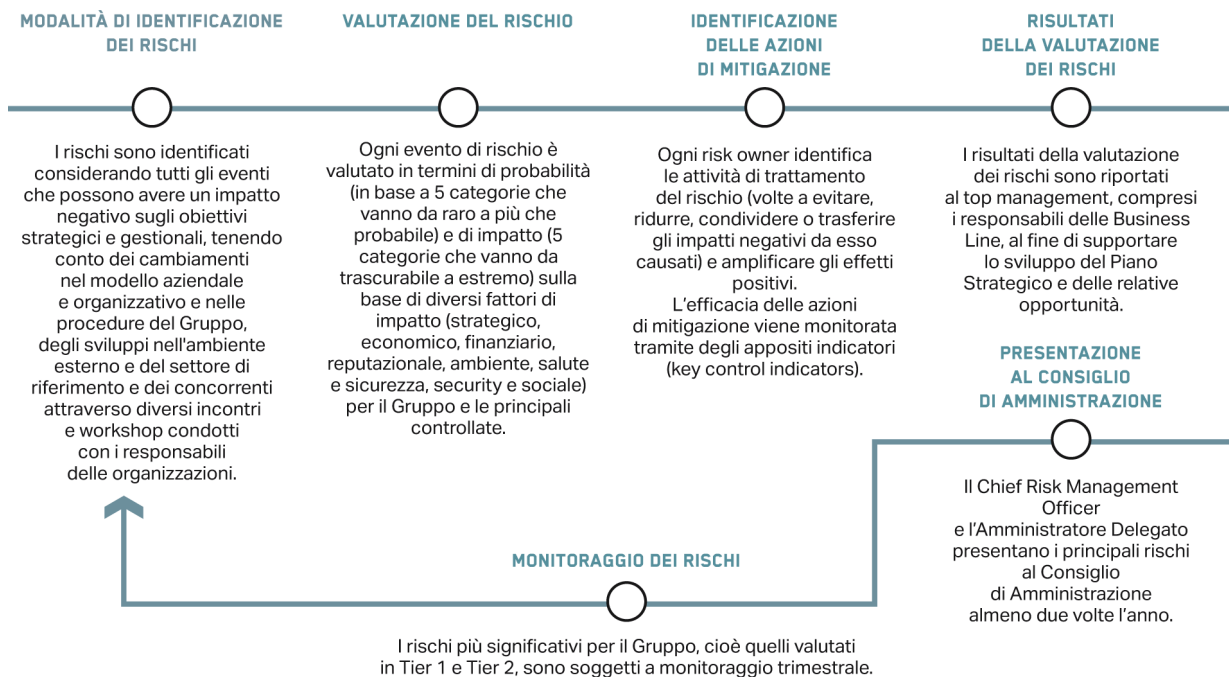 MODALITÀ DI IDENTIFICAZIONE
DEI RISCHI
I rischi sono identificati
considerando tutti gli eventi
che possono avere un impatto
negativo sugli obiettivi
strategici e gestionali, tenendo
conto dei cambiamenti
nel modello aziendale
e organizzativo e nelle
procedure del Gruppo,
degli sviluppi nell'ambiente
esterno e del settore di
riferimento e dei concorrenti
attraverso diversi incontri
e workshop condotti
con i responsabili
delle organizzazioni.
VALUTAZIONE DEL RISCHIO
Ogni evento di rischio è
valutato in termini di probabilità
(in base a 5 categorie che
vanno da raro a più che
probabile) e di impatto (5
categorie che vanno da
trascurabile a estremo) sulla
base di diversi fattori di
impatto (strategico,
economico, finanziario,
reputazionale, ambiente, salute
e sicurezza, security e sociale)
per il Gruppo e le principali
controllate.
IDENTIFICAZIONE
DELLE AZIONI
DI MITIGAZIONE
Ogni risk owner identifica
le attività di trattamento
del rischio (volte a evitare,
ridurre, condividere o trasferire
gli impatti negativi da esso
causati) e amplificare gli effetti
positivi.
L'efficacia delle azioni
di mitigazione viene monitorata
tramite degli appositi indicatori
(key control indicators).
RISULTATI
DELLA VALUTAZIONE
DEI RISCHI
I risultati della valutazione
dei rischi sono riportati
al top management, compresi
i responsabili delle Business
Line, al fine di supportare
lo sviluppo del Piano
Strategico e delle relative
opportunità.
PRESENTAZIONE
AL CONSIGLIO
DI AMMINISTRAZIONE
Il Chief Risk Management
Officer
e l'Amministratore Delegato
presentano i principali rischi
al Consiglio
di Amministrazione
almeno due volte l'anno.
MONITORAGGIO DEI RISCHI
I rischi più significativi per il Gruppo, cioè quelli valutati
in Tier 1 e Tier 2, sono soggetti a monitoraggio trimestrale.